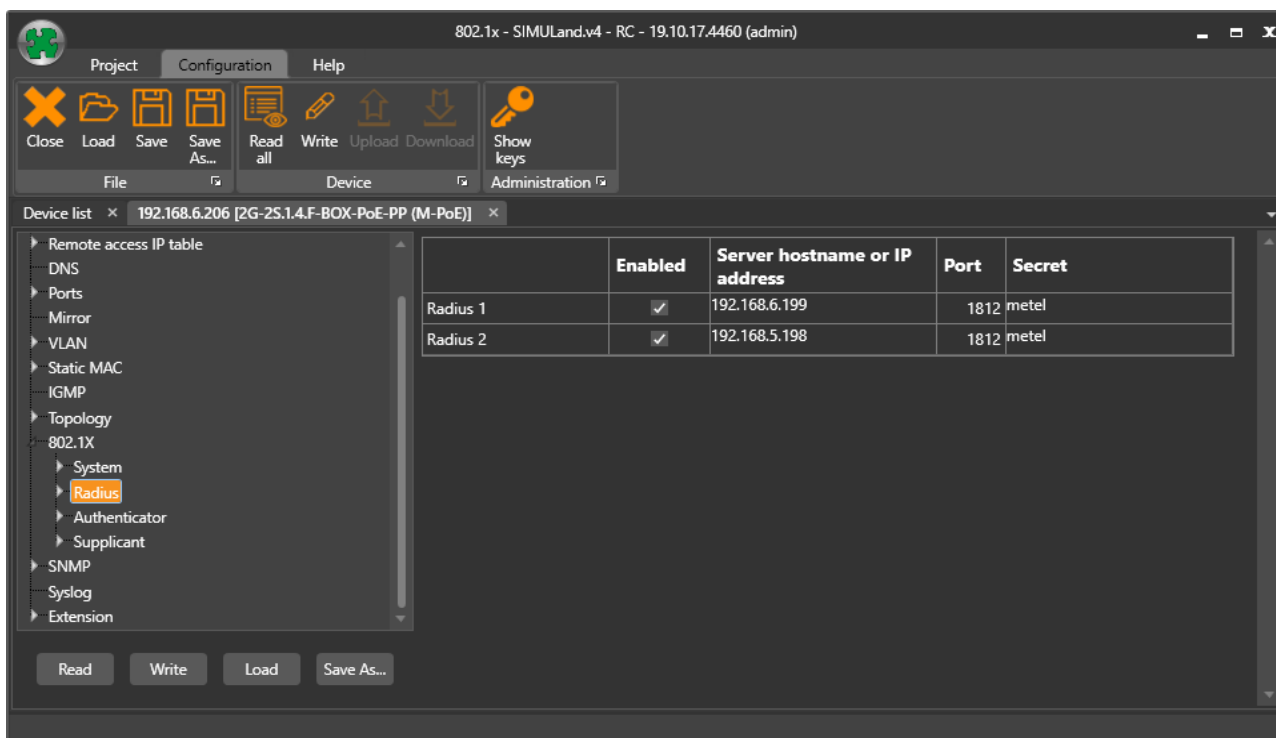 802.1x - SIMULand.v4 - RC - 19.10.17.4460 (admin)
Project Configuration Help
Close Load Save Save As... Read all Write Upload Download Show keys
File Device Administration
Device list × 192.168.6.206 [2G-2S.1.4.F-BOX-PoE-PP (M-PoE)] ×
Remote access IP table
DNS
Ports
Mirror
VLAN
Static MAC
IGMP
Topology
802.1X
System
Radius
Authenticator
Supplicant
SNMP
Syslog
Extension
Read Write Load Save As...
Enabled Server hostname or IP address Port Secret
Radius 1 192.168.6.199 1812 metel
Radius 2 192.168.5.198 1812 metel